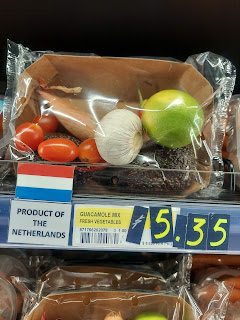 PRODUCT OF
THE
NETHERLANDS
GUACAMOLE MIX
FRESH VEGETABLES
5.35